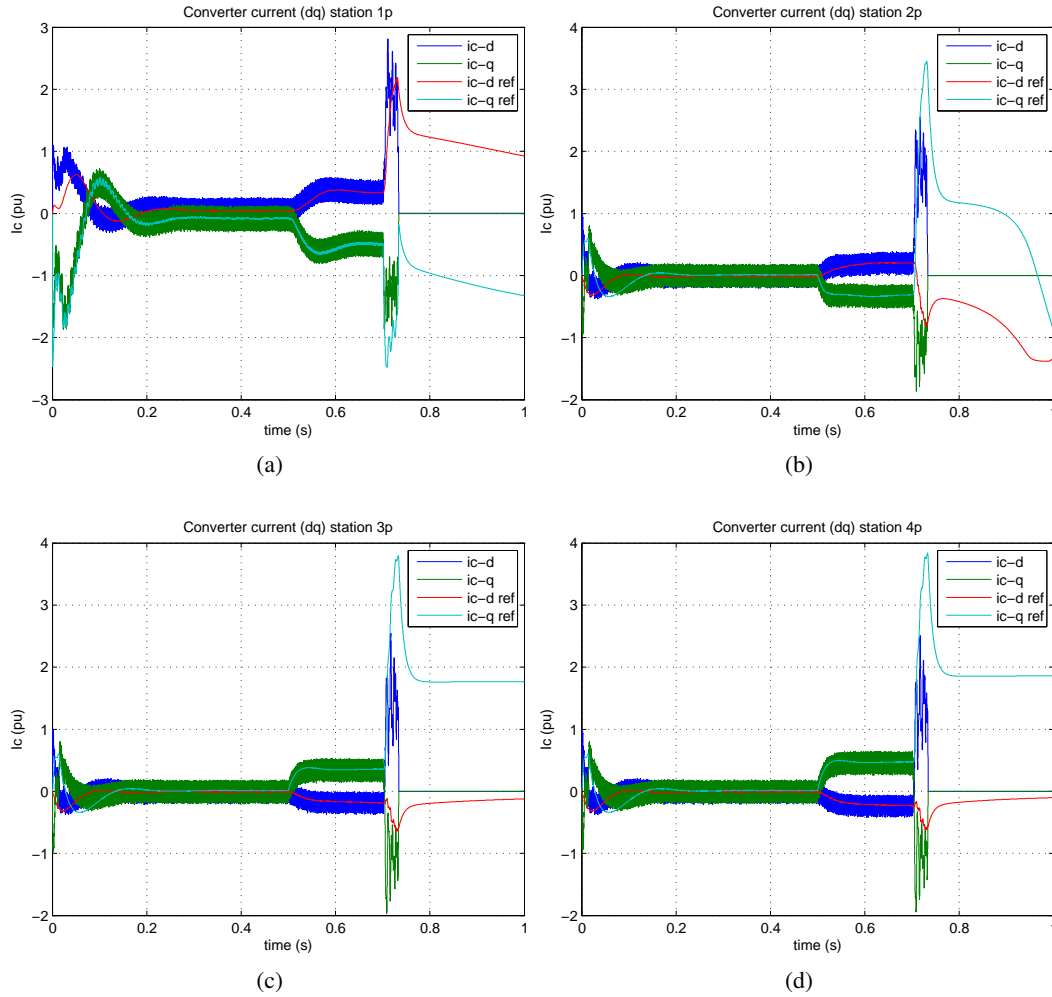 Converter current (dq) station 1p
3
2
1
0
−1
−2
−3
Ic (pu)
0
0.2
0.4
0.6
0.8
1
time (s)
ic−d
ic−q
ic−d ref
ic−q ref
(a)
Converter current (dq) station 2p
4
3
2
1
0
−1
−2
Ic (pu)
0
0.2
0.4
0.6
0.8
1
time (s)
ic−d
ic−q
ic−d ref
ic−q ref
(b)
Converter current (dq) station 3p
4
3
2
1
0
−1
−2
Ic (pu)
0
0.2
0.4
0.6
0.8
1
time (s)
ic−d
ic−q
ic−d ref
ic−q ref
(c)
Converter current (dq) station 4p
4
3
2
1
0
−1
−2
Ic (pu)
0
0.2
0.4
0.6
0.8
1
time (s)
ic−d
ic−q
ic−d ref
ic−q ref
(d)